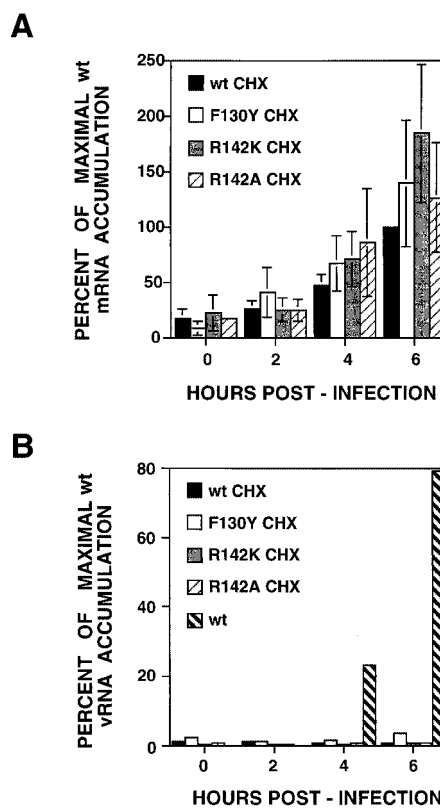 A
PERCENT OF MAXIMAL wt
mRNA ACCUMULATION
250
200
150
100
50
0
wt CHX
F130Y CHX
R142K CHX
R142A CHX
0 2 4 6
HOURS POST - INFECTION
B
PERCENT OF MAXIMAL wt
vRNA ACCUMULATION
80
60
40
20
0
wt CHX
F130Y CHX
R142K CHX
R142A CHX
wt
0 2 4 6
HOURS POST - INFECTION